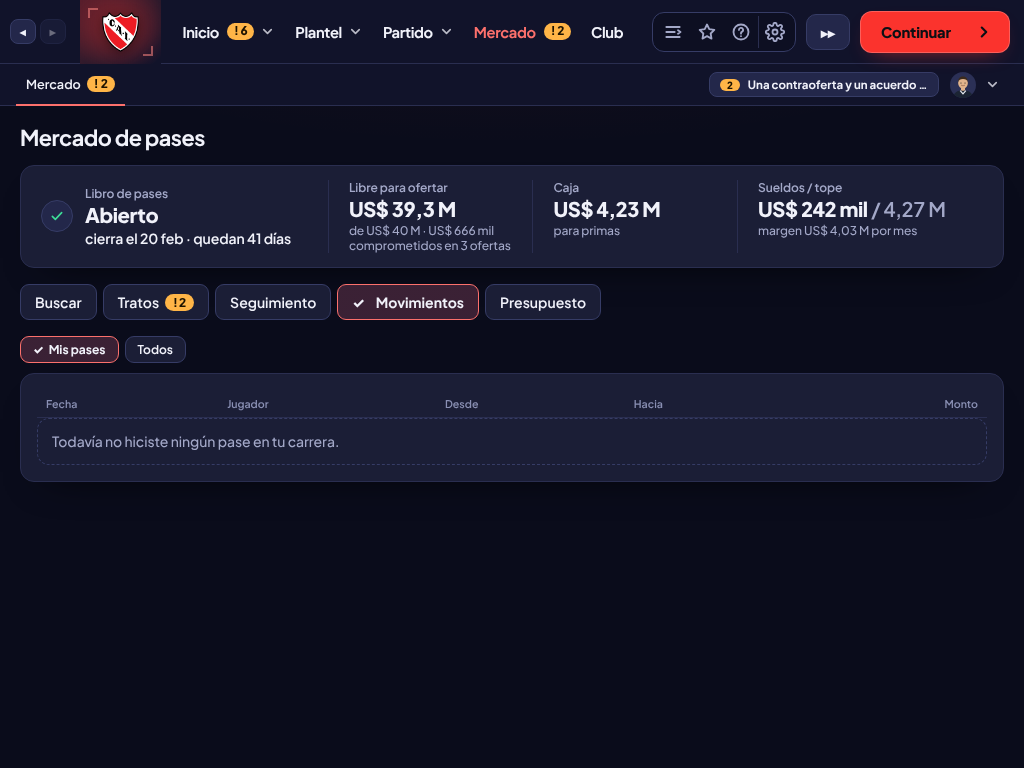 Inicio ! 6 Plantel Partido Mercado ! 2 Club Continuar
Mercado ! 2
2 Una contraoferta y un acuerdo ...
Mercado de pases
Libro de pases
Abierto
cierra el 20 feb · quedan 41 días
Libre para ofertar
US$ 39,3 M
de US$ 40 M · US$ 666 mil
comprometidos en 3 ofertas
Caja
US$ 4,23 M
para primas
Sueldos / tope
US$ 242 mil / 4,27 M
margen US$ 4,03 M por mes
Buscar Tratos ! 2 Seguimiento Movimientos Presupuesto
Mis pases Todos
Fecha Jugador Desde Hacia Monto
Todavía no hiciste ningún pase en tu carrera.